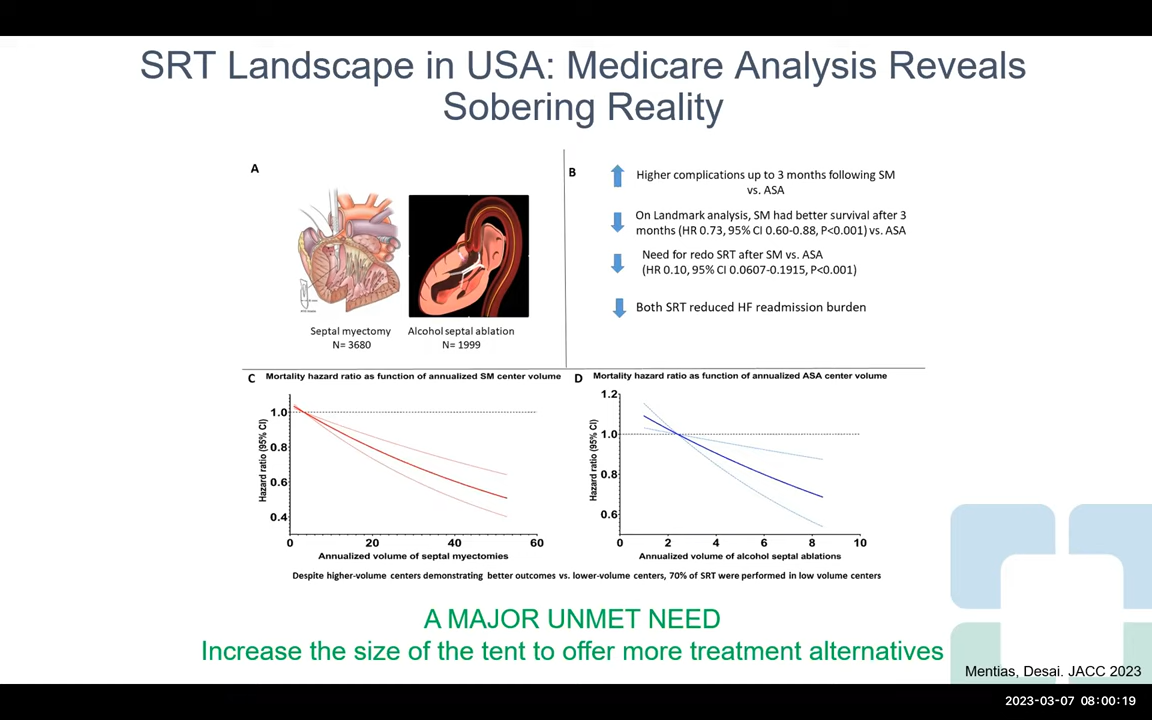 SRT Landscape in USA: Medicare Analysis Reveals
Sobering Reality
A
Septal myectomy
N= 3680
Alcohol septal ablation
N= 1999
B
Higher complications up to 3 months following SM
vs. ASA
On Landmark analysis, SM had better survival after 3
months (HR 0.73, 95% CI 0.60-0.88, P<0.001) vs. ASA
Need for redo SRT after SM vs. ASA
(HR 0.10, 95% CI 0.0607-0.1915, P<0.001)
Both SRT reduced HF readmission burden
C
Mortality hazard ratio as function of annualized SM center volume
Hazard ratio (95% CI)
1.0
0.8
0.6
0.4
0 20 40 60
Annualized volume of septal myectomies
D
Mortality hazard ratio as function of annualized ASA center volume
Hazard ratio (95% CI)
1.2
1.0
0.8
0.6
0 2 4 6 8 10
Annualized volume of alcohol septal ablations
Despite higher-volume centers demonstrating better outcomes vs. lower-volume centers, 70% of SRT were performed in low volume centers
A MAJOR UNMET NEED
Increase the size of the tent to offer more treatment alternatives
Mentias, Desai. JACC 2023
2023-03-07 08:00:19